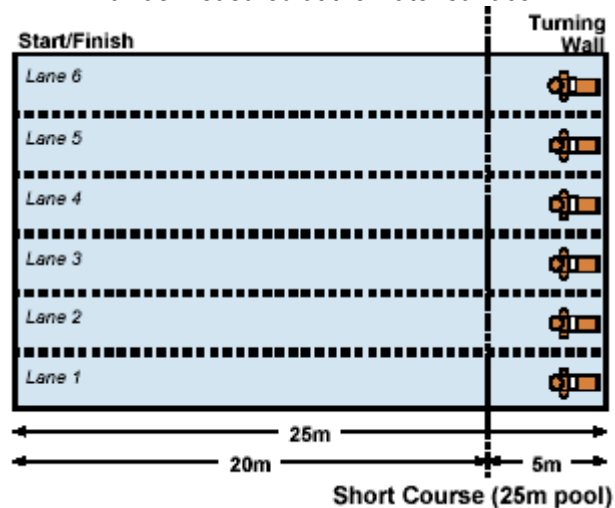 Start/Finish
Turning
Wall
Lane 6
Lane 5
Lane 4
Lane 3
Lane 2
Lane 1
25m
20m
5m
Short Course (25m pool)